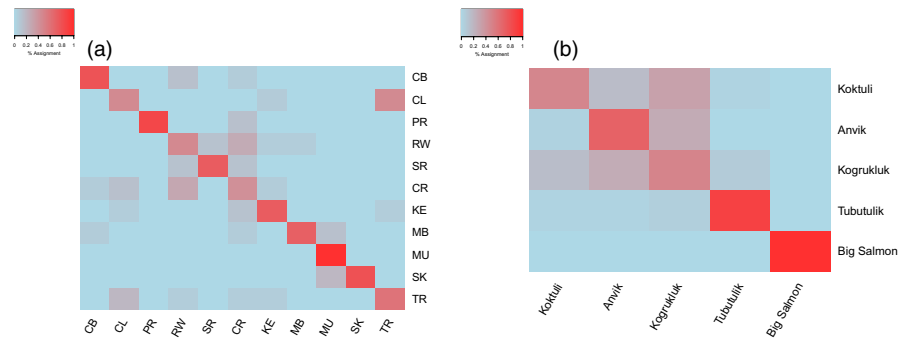 0 0.2 0.4 0.6 0.8 1
% Assignment
(a)
CB
CL
PR
RW
SR
CR
KE
MB
MU
SK
TR
CB CL PR RW SR CR KE MB MU SK TR
0 0.2 0.4 0.6 0.8 1
% Assignment
(b)
Koktuli
Anvik
Kogrukluk
Tubutulik
Big Salmon
Koktuli Anvik Kogrukluk Tubutulik Big Salmon